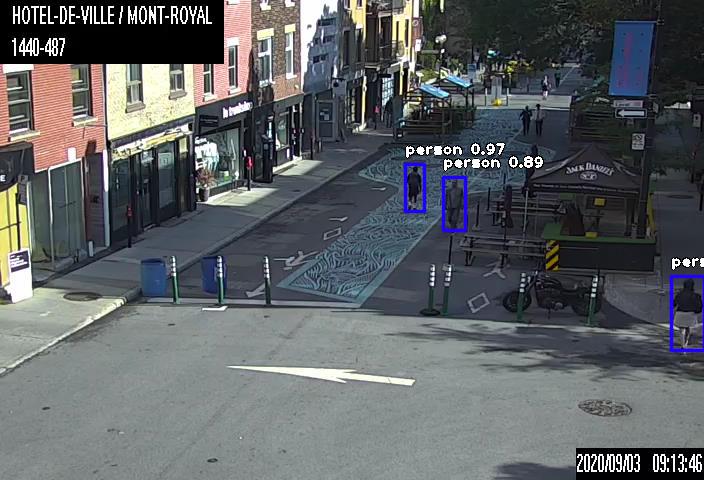 HOTEL-DE-VILLE / MONT-ROYAL
1440-487
person 0.97
person 0.89
JACK DANIEL'S
pers
2020/09/03 09:13:46